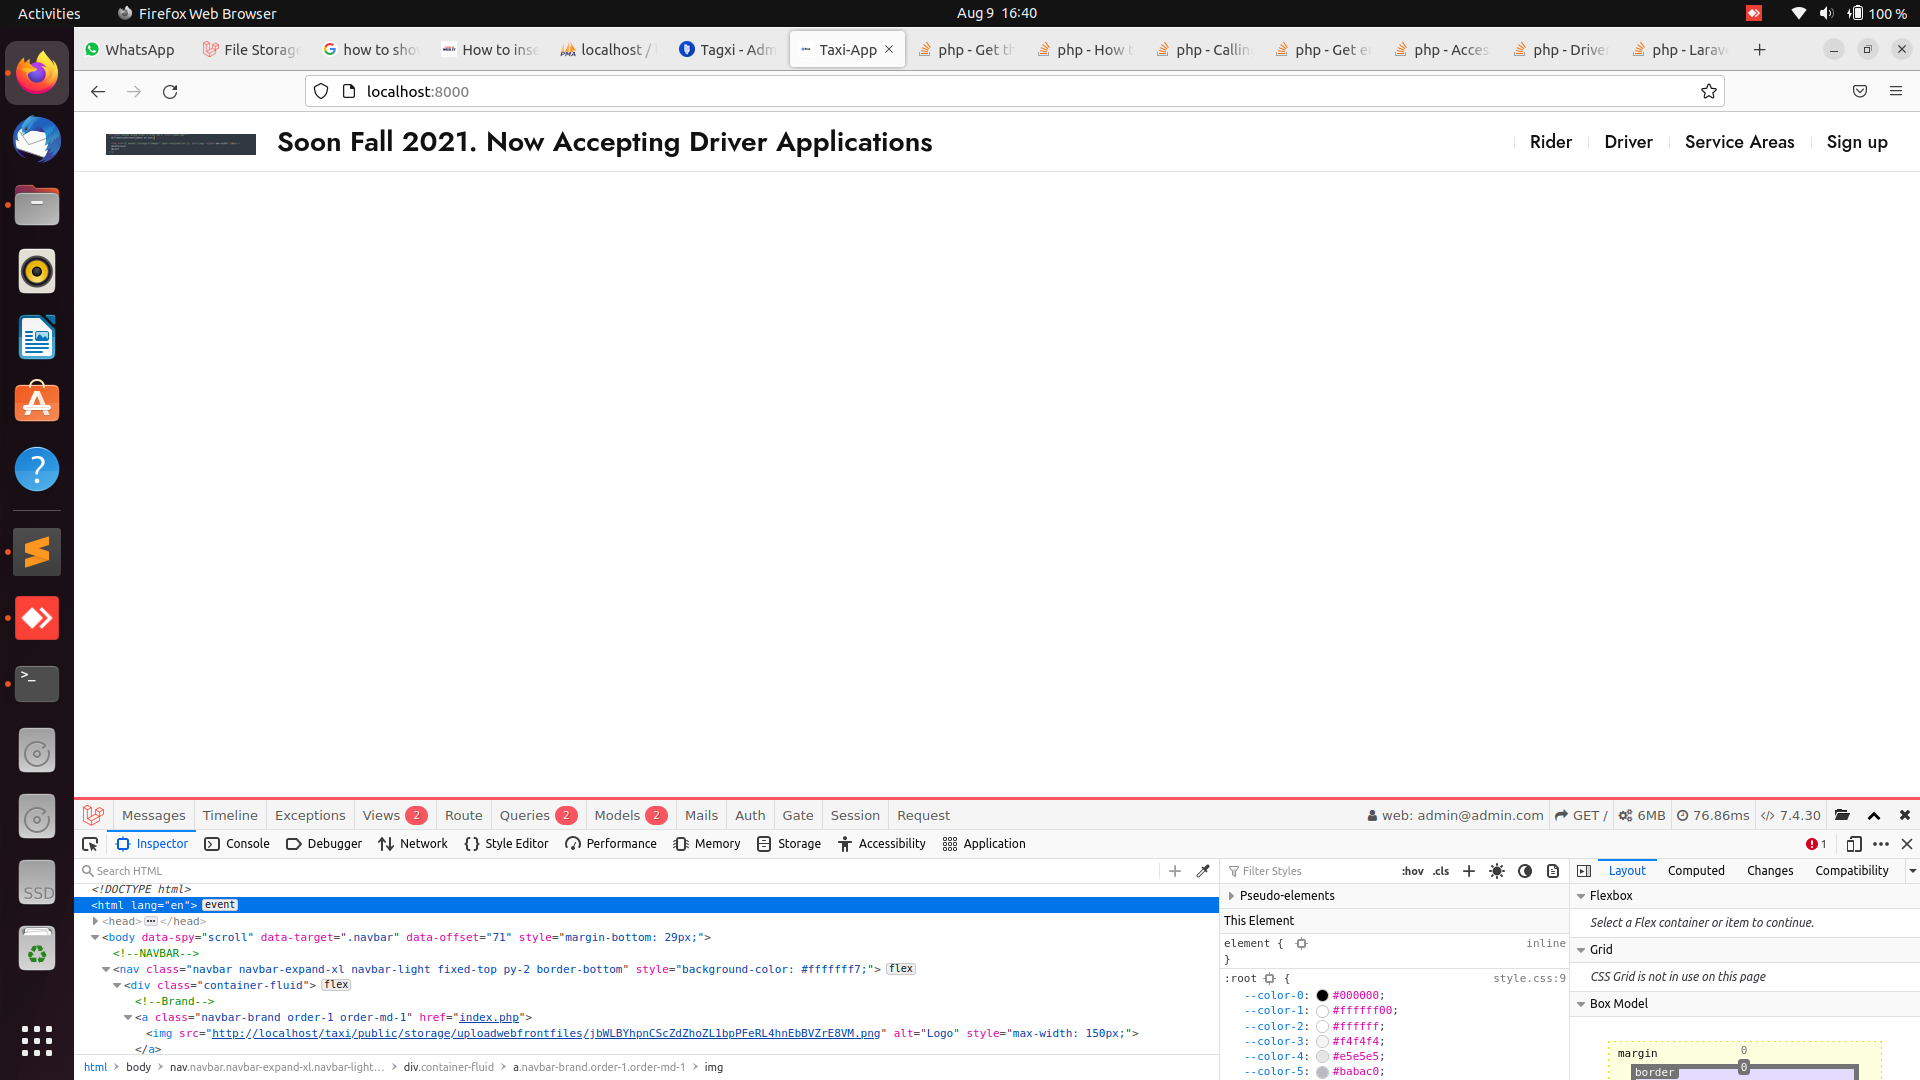 Activities
Firefox Web Browser
Aug 9 16:40
100 %
WhatsApp
File Storage
how to sho
How to inse
localhost /
Tagxi - Adm
Taxi-App
php - Get th
php - How t
php - Callin
php - Get e
php - Acces
php - Driver
php - Larav
localhost:8000
Soon Fall 2021. Now Accepting Driver Applications
Rider
Driver
Service Areas
Sign up
Messages
Timeline
Exceptions
Views 2
Route
Queries 2
Models 2
Mails
Auth
Gate
Session
Request
web: admin@admin.com
GET /
6MB
76.86ms
7.4.30
Inspector
Console
Debugger
Network
Style Editor
Performance
Memory
Storage
Accessibility
Application
1
Search HTML
<!DOCTYPE html>
<html lang="en"> event
<head> </head>
<body data-spy="scroll" data-target=".navbar" data-offset="71" style="margin-bottom: 29px;">
<!--NAVBAR-->
<nav class="navbar navbar-expand-xl navbar-light fixed-top py-2 border-bottom" style="background-color: #fffffff7;"> flex
<div class="container-fluid"> flex
<!--Brand-->
<a class="navbar-brand order-1 order-md-1" href="index.php">
<img src="http://localhost/taxi/public/storage/uploadwebfrontfiles/jbWLBYhpnCScZdZhoZL1bpPFeRL4hnEbBVZrE8VM.png" alt="Logo" style="max-width: 150px;">
</a>
html > body > nav.navbar.navbar-expand-xl.navbar-light... > div.container-fluid > a.navbar-brand.order-1.order-md-1 > img
Filter Styles
:hov .cls
Pseudo-elements
This Element
element { inline
}
:root { style.css:9
--color-0: #000000;
--color-1: #ffffff00;
--color-2: #ffffff;
--color-3: #f4f4f4;
--color-4: #e5e5e5;
--color-5: #babac0;
Layout
Computed
Changes
Compatibility
Flexbox
Select a Flex container or item to continue.
Grid
CSS Grid is not in use on this page
Box Model
margin 0
border 0
SSD